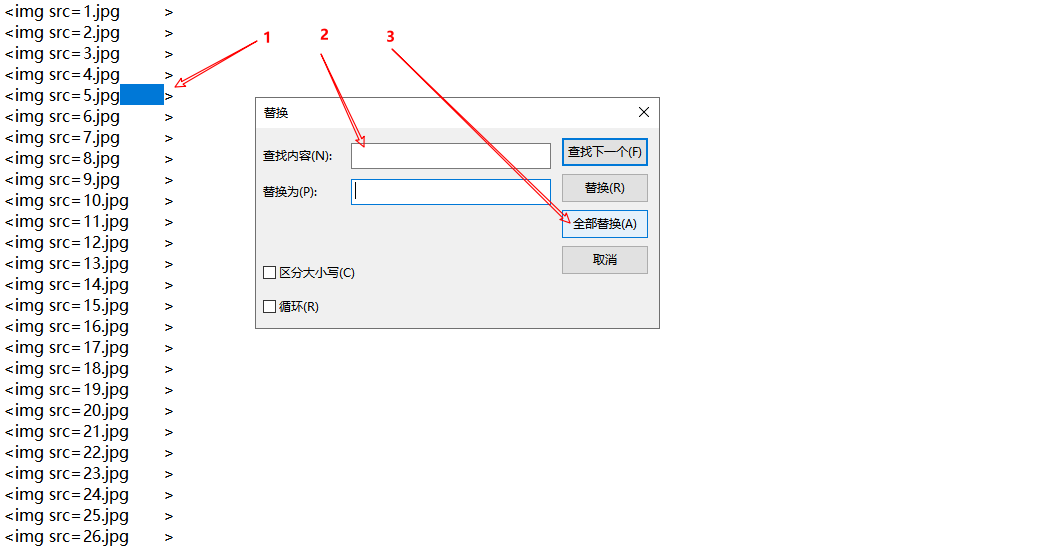 <img src=1.jpg	>
<img src=2.jpg	>
<img src=3.jpg	>
<img src=4.jpg	>
<img src=5.jpg	>
<img src=6.jpg	>
<img src=7.jpg	>
<img src=8.jpg	>
<img src=9.jpg	>
<img src=10.jpg	>
<img src=11.jpg	>
<img src=12.jpg	>
<img src=13.jpg	>
<img src=14.jpg	>
<img src=15.jpg	>
<img src=16.jpg	>
<img src=17.jpg	>
<img src=18.jpg	>
<img src=19.jpg	>
<img src=20.jpg	>
<img src=21.jpg	>
<img src=22.jpg	>
<img src=23.jpg	>
<img src=24.jpg	>
<img src=25.jpg	>
<img src=26.jpg	>
1 2 3
替换
查找内容(N): 查找下一个(F)
替换为(P): 替换(R)
全部替换(A)
取消
区分大小写(C)
循环(R)